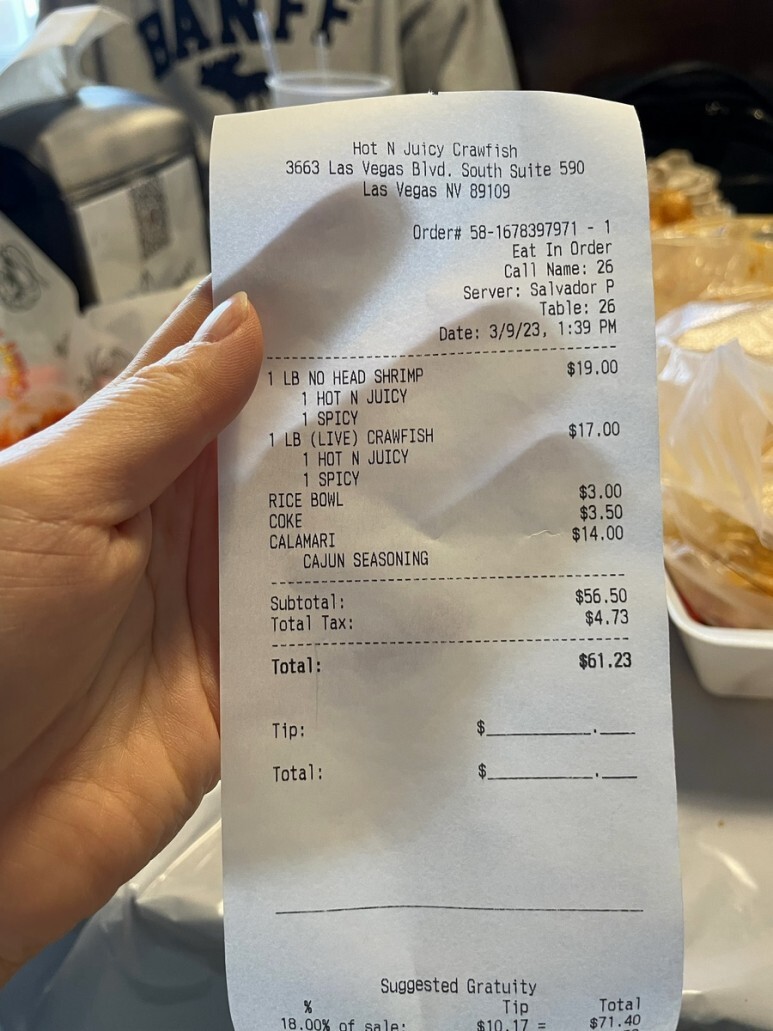 BANFF
Hot N Juicy Crawfish
3663 Las Vegas Blvd. South Suite 590
Las Vegas NV 89109
Order# 58-1678397971 - 1
Eat In Order
Call Name: 26
Server: Salvador P
Table: 26
Date: 3/9/23, 1:39 PM
1 LB NO HEAD SHRIMP $19.00
1 HOT N JUICY
1 SPICY
1 LB (LIVE) CRAWFISH $17.00
1 HOT N JUICY
1 SPICY
RICE BOWL $3.00
COKE $3.50
CALAMARI $14.00
CAJUN SEASONING
Subtotal: $56.50
Total Tax: $4.73
Total: $61.23
Tip: $__________.___
Total: $__________.___
Suggested Gratuity
% Tip Total
18.00% of sale: $10.17 = $71.40